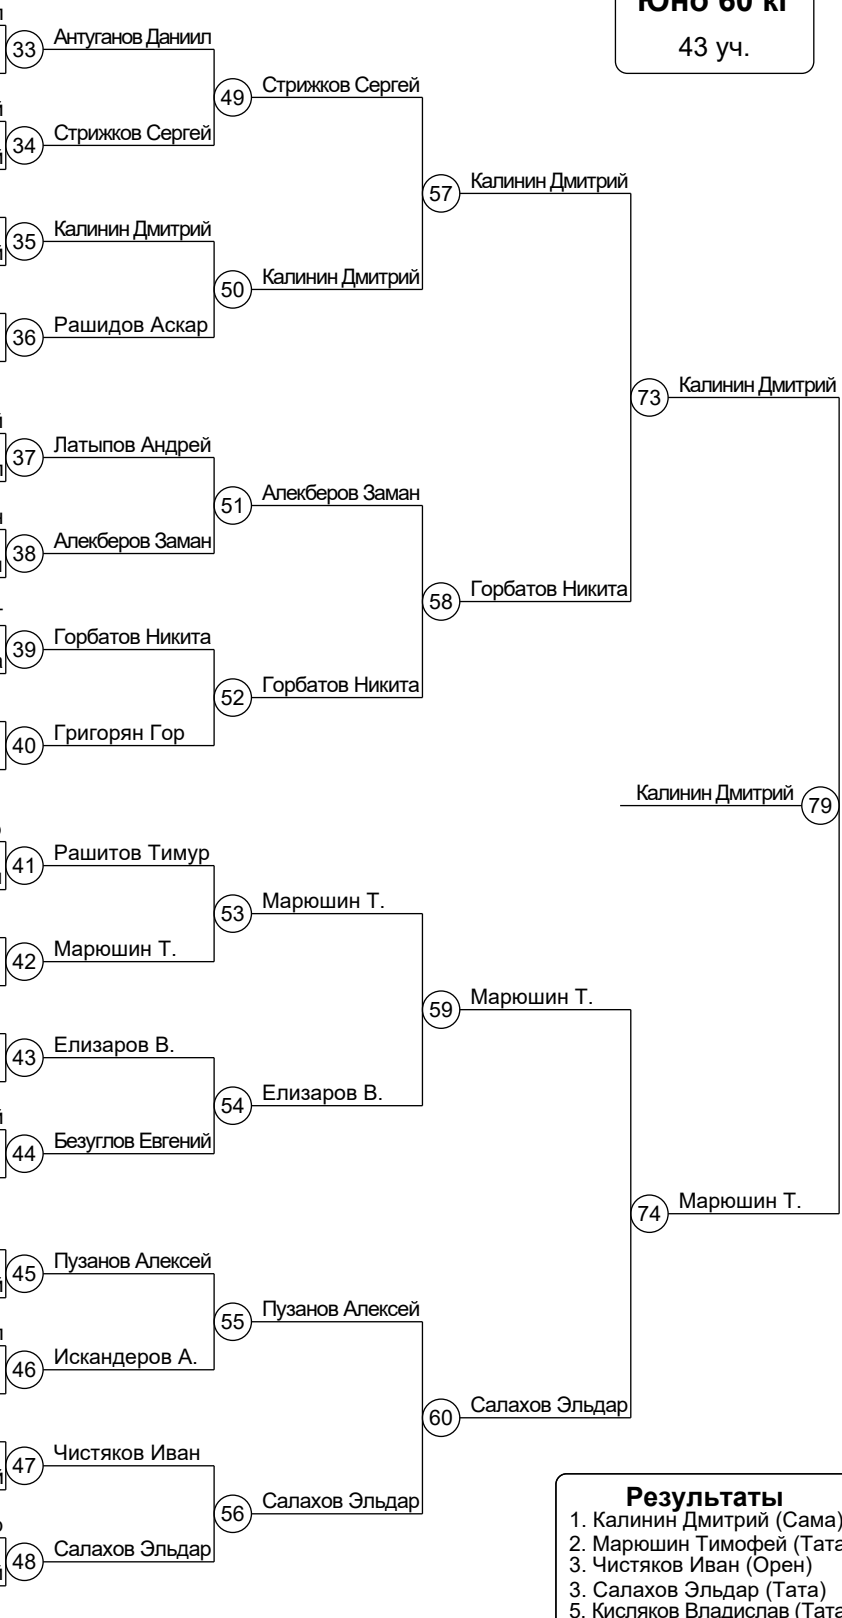 Юно 60 кг
43 уч.
33 Антуганов Даниил
49 Стрижков Сергей
34 Стрижков Сергей
57 Калинин Дмитрий
35 Калинин Дмитрий
50 Калинин Дмитрий
36 Рашидов Аскар
73 Калинин Дмитрий
37 Латыпов Андрей
51 Алекберов Заман
38 Алекберов Заман
58 Горбатов Никита
39 Горбатов Никита
52 Горбатов Никита
40 Григорян Гор
Калинин Дмитрий 79
41 Рашитов Тимур
53 Марюшин Т.
42 Марюшин Т.
59 Марюшин Т.
43 Елизаров В.
54 Елизаров В.
44 Безуглов Евгений
74 Марюшин Т.
45 Пузанов Алексей
55 Пузанов Алексей
46 Искандеров А.
60 Салахов Эльдар
47 Чистяков Иван
56 Салахов Эльдар
48 Салахов Эльдар
Результаты
1. Калинин Дмитрий (Сама)
2. Марюшин Тимофей (Тата
3. Чистяков Иван (Орен)
3. Салахов Эльдар (Тата)
5. Кисляков Владислав (Тата